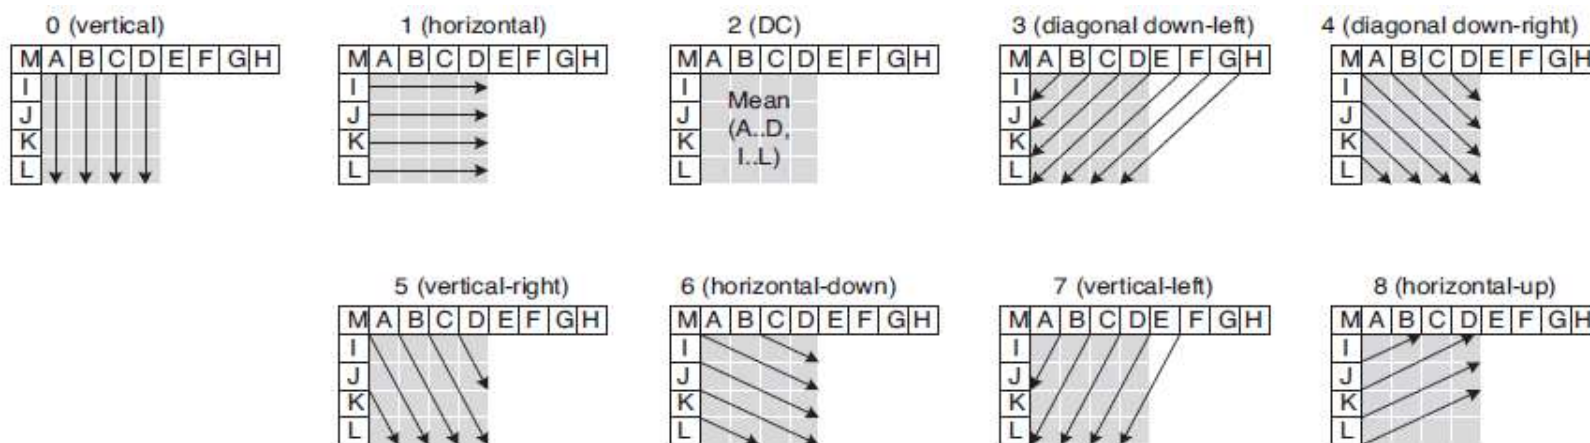 0 (vertical)
1 (horizontal)
2 (DC)
3 (diagonal down-left)
4 (diagonal down-right)
M A B C D E F G H
M A B C D E F G H
M A B C D E F G H
M A B C D E F G H
M A B C D E F G H
I
J
K
L
I
J
K
L
I
J
K
L
Mean
(A..D,
I..L)
I
J
K
L
I
J
K
L
5 (vertical-right)
6 (horizontal-down)
7 (vertical-left)
8 (horizontal-up)
M A B C D E F G H
M A B C D E F G H
M A B C D E F G H
M A B C D E F G H
I
J
K
L
I
J
K
L
I
J
K
L
I
J
K
L